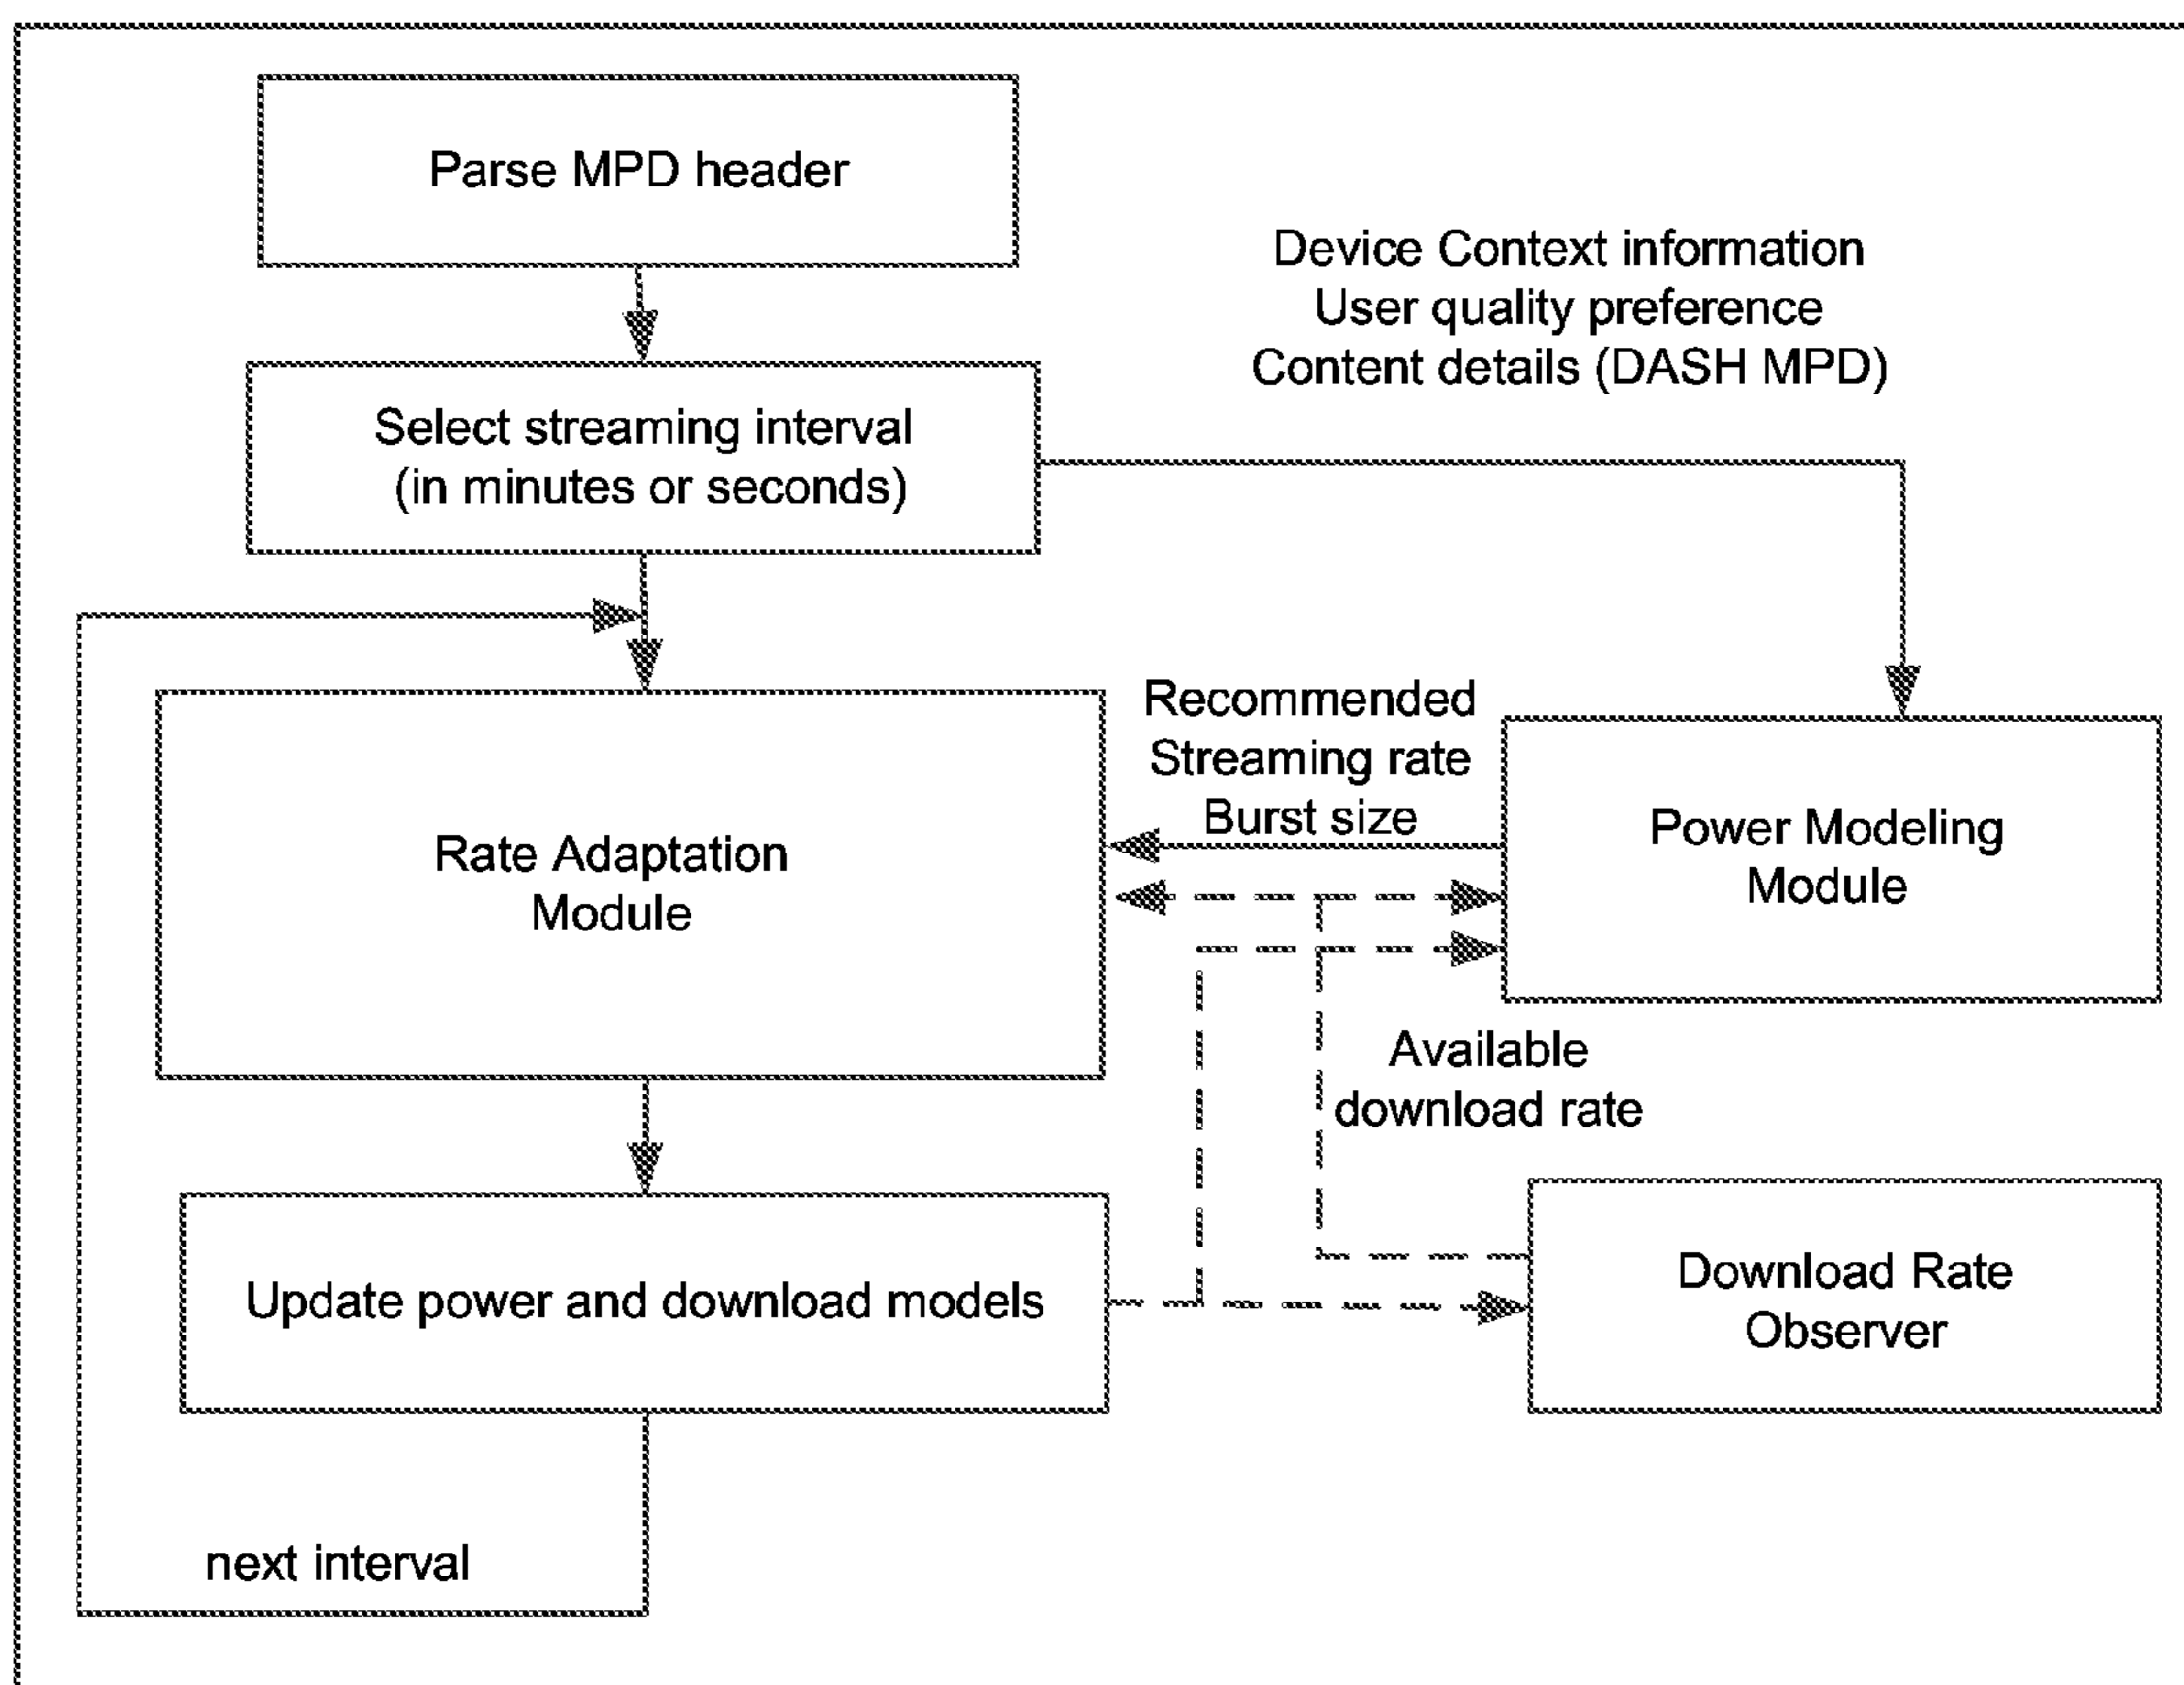 Parse MPD header
Device Context information
User quality preference
Content details (DASH MPD)
Select streaming interval
(in minutes or seconds)
Recommended
Streaming rate
Burst size
Rate Adaptation
Module
Power Modeling
Module
Available
download rate
Update power and download models
Download Rate
Observer
next interval